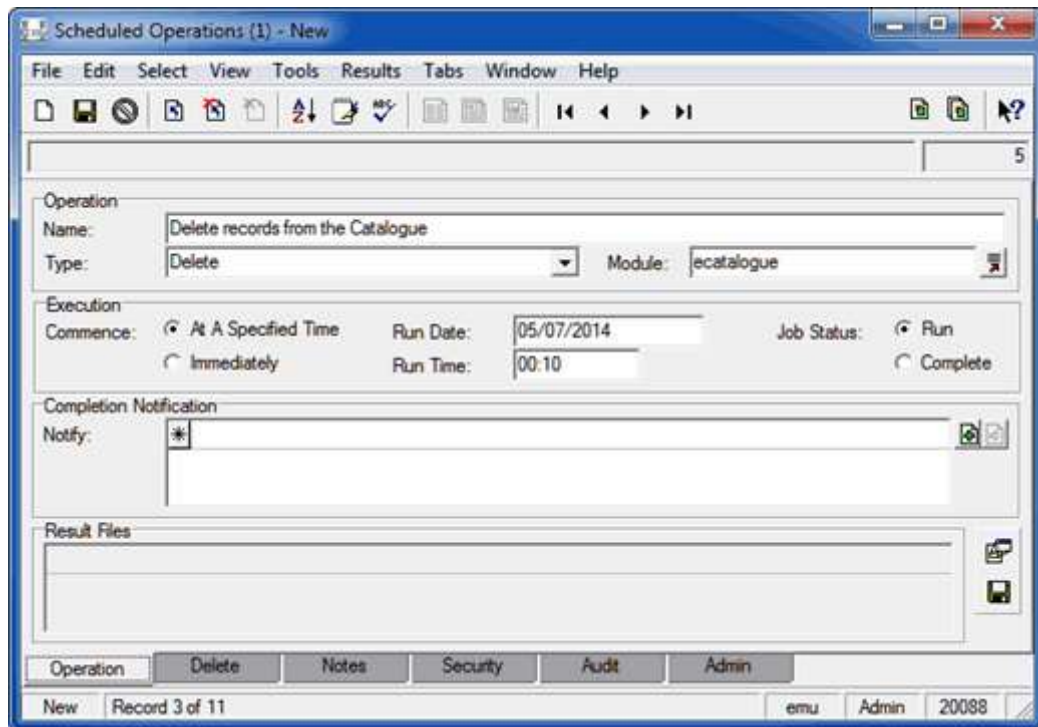 Scheduled Operations (1) - New
File Edit Select View Tools Results Tabs Window Help
5
Operation
Name: Delete records from the Catalogue
Type: Delete Module: ecatalogue
Execution
Commence: At A Specified Time Run Date: 05/07/2014 Job Status: Run
Immediately Run Time: 00:10 Complete
Completion Notification
Notify:
Result Files
Operation Delete Notes Security Audit Admin
New Record 3 of 11 emu Admin 20088